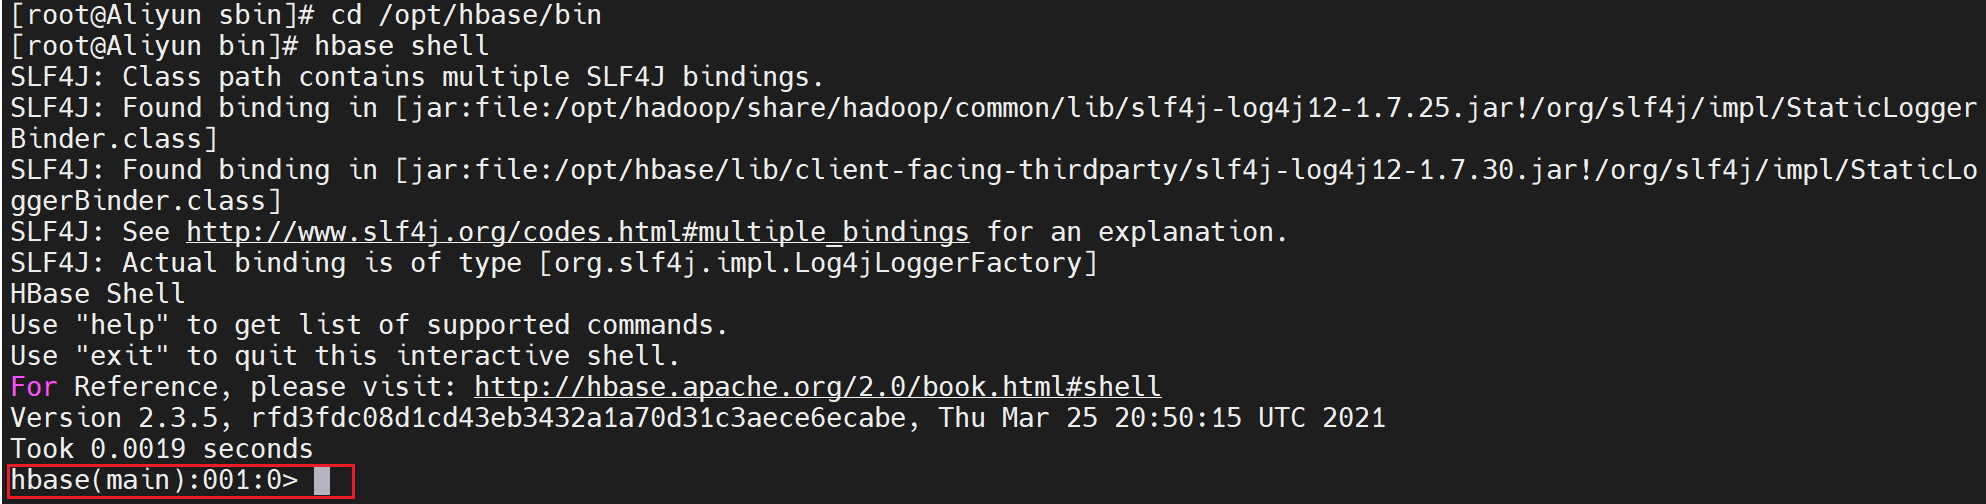 [root@Aliyun sbin]# cd /opt/hbase/bin
[root@Aliyun bin]# hbase shell
SLF4J: Class path contains multiple SLF4J bindings.
SLF4J: Found binding in [jar:file:/opt/hadoop/share/hadoop/common/lib/slf4j-log4j12-1.7.25.jar!/org/slf4j/impl/StaticLogger
Binder.class]
SLF4J: Found binding in [jar:file:/opt/hbase/lib/client-facing-thirdparty/slf4j-log4j12-1.7.30.jar!/org/slf4j/impl/StaticLo
ggerBinder.class]
SLF4J: See http://www.slf4j.org/codes.html#multiple_bindings for an explanation.
SLF4J: Actual binding is of type [org.slf4j.impl.Log4jLoggerFactory]
HBase Shell
Use "help" to get list of supported commands.
Use "exit" to quit this interactive shell.
For Reference, please visit: http://hbase.apache.org/2.0/book.html#shell
Version 2.3.5, rfd3fdc08d1cd43eb3432a1a70d31c3aece6ecabe, Thu Mar 25 20:50:15 UTC 2021
Took 0.0019 seconds
hbase(main):001:0>